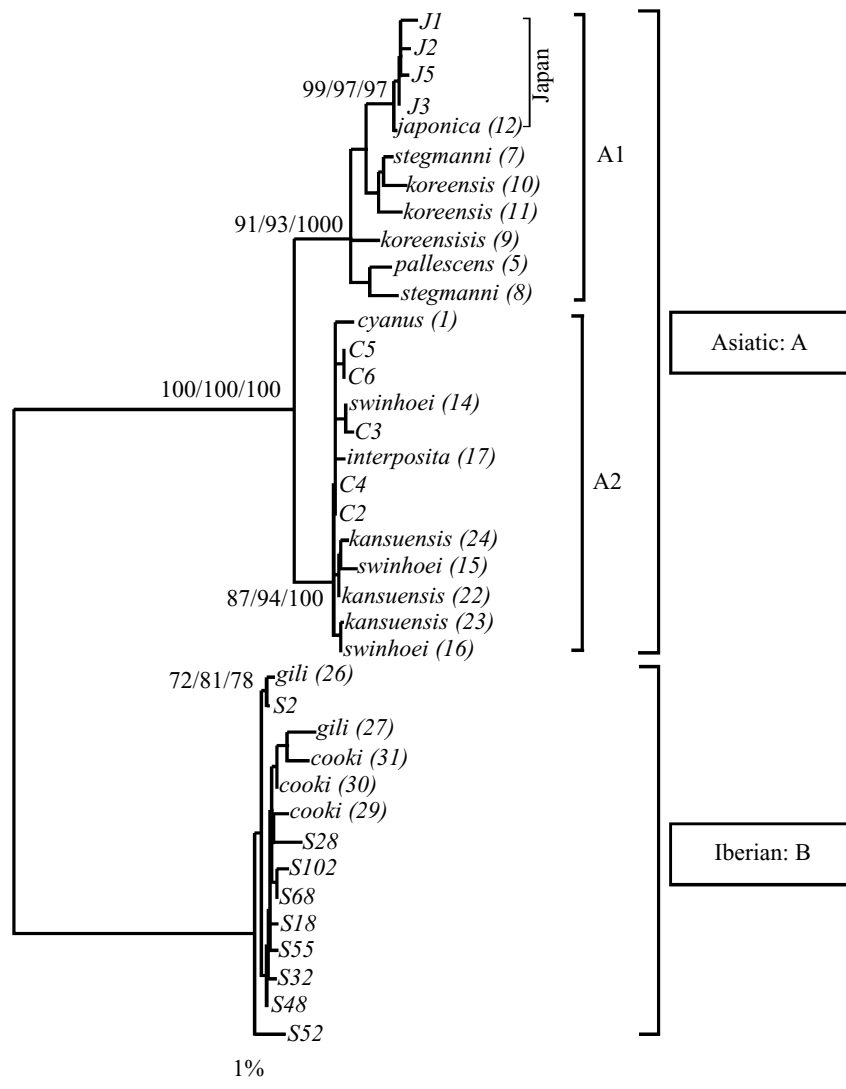 J1
J2
J5
99/97/97
J3
Japan
japonica (12)
stegmanni (7)
A1
koreensis (10)
koreensis (11)
91/93/1000
koreensisis (9)
pallescens (5)
stegmanni (8)
cyanus (1)
Asiatic: A
C5
C6
100/100/100
swinhoei (14)
C3
interposita (17)
A2
C4
C2
kansuensis (24)
swinhoei (15)
87/94/100
kansuensis (22)
kansuensis (23)
swinhoei (16)
72/81/78
gili (26)
S2
gili (27)
cooki (31)
cooki (30)
cooki (29)
S28
Iberian: B
S102
S68
S18
S55
S32
S48
S52
1%